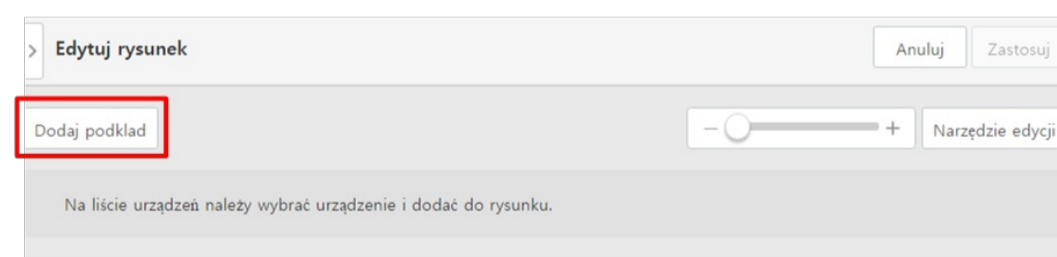 Edytuj rysunek
Anuluj
Zastosuj
Dodaj podklad
Narzędzie edycji
Na liście urządzeń należy wybrać urządzenie i dodać do rysunku.